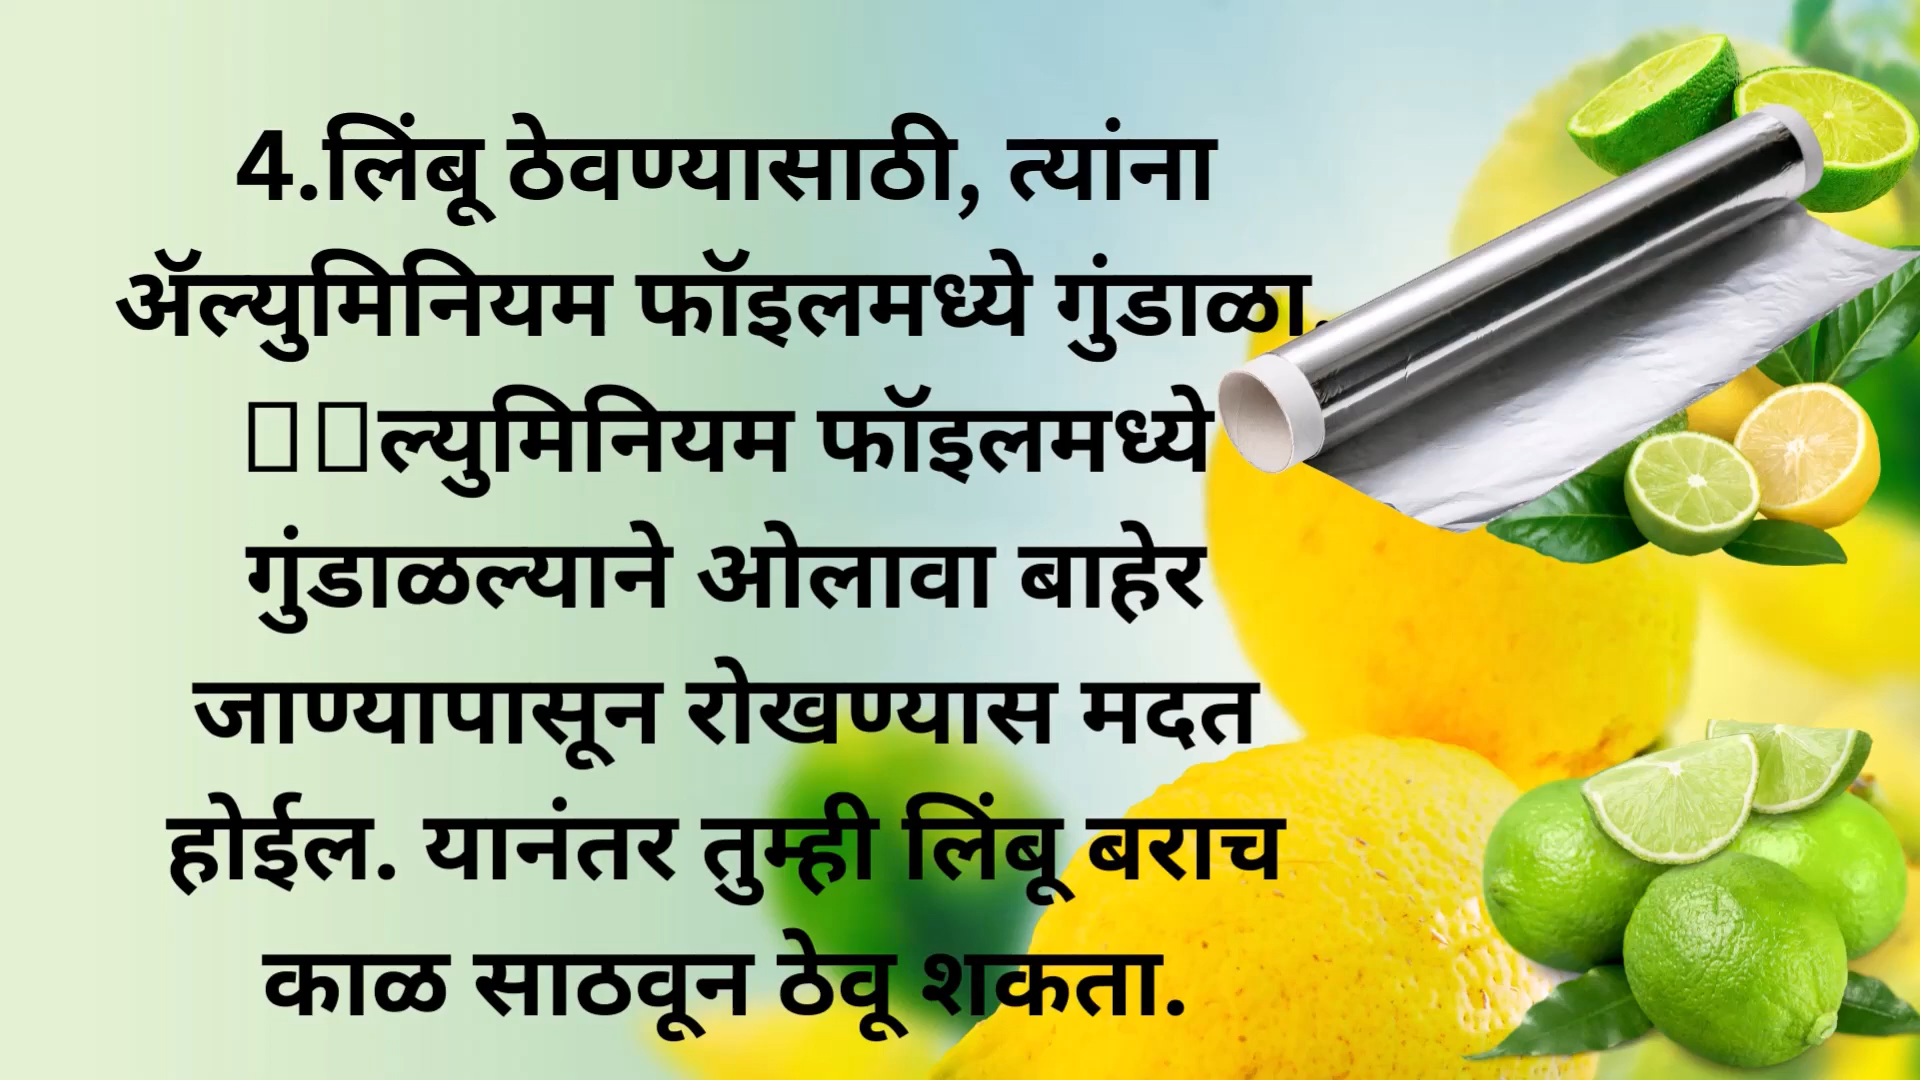 4.लिंबू ठेवण्यासाठी, त्यांना
ॲल्युमिनियम फॉइलमध्ये गुंडाळा.
▯▯ल्युमिनियम फॉइलमध्ये
गुंडाळल्याने ओलावा बाहेर
जाण्यापासून रोखण्यास मदत
होईल. यानंतर तुम्ही लिंबू बराच
काळ साठवून ठेवू शकता.